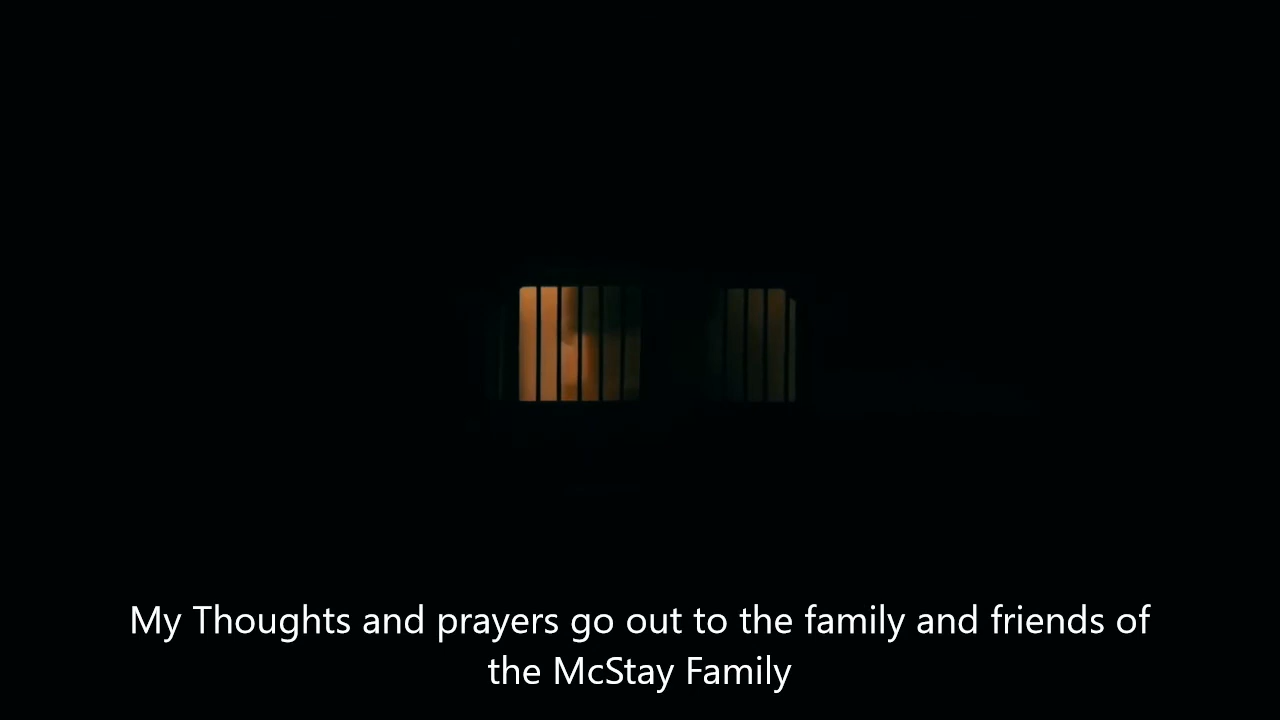 My Thoughts and prayers go out to the family and friends of
the McStay Family